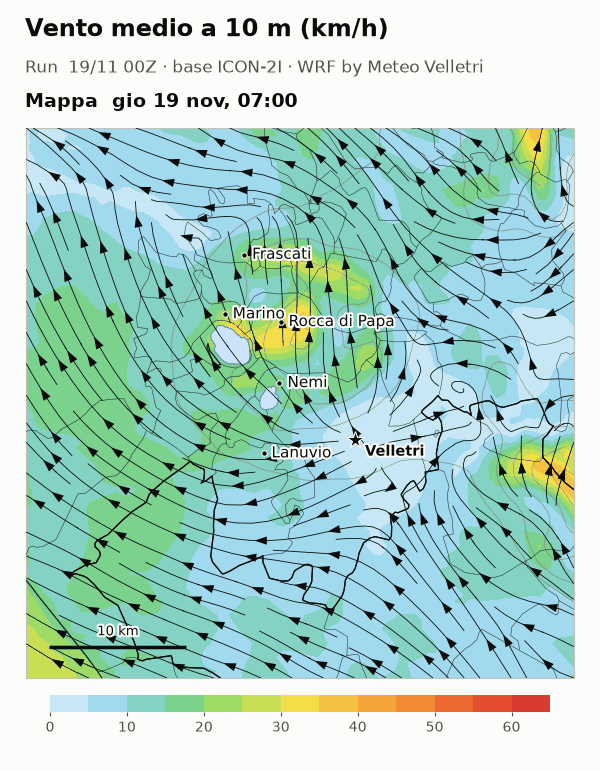 Vento medio a 10 m (km/h)
Run 19/11 00Z · base ICON-2I · WRF by Meteo Velletri
Mappa gio 19 nov, 07:00
Frascati
Marino
Rocca di Papa
Nemi
Velletri
Lanuvio
10 km
0 10 20 30 40 50 60